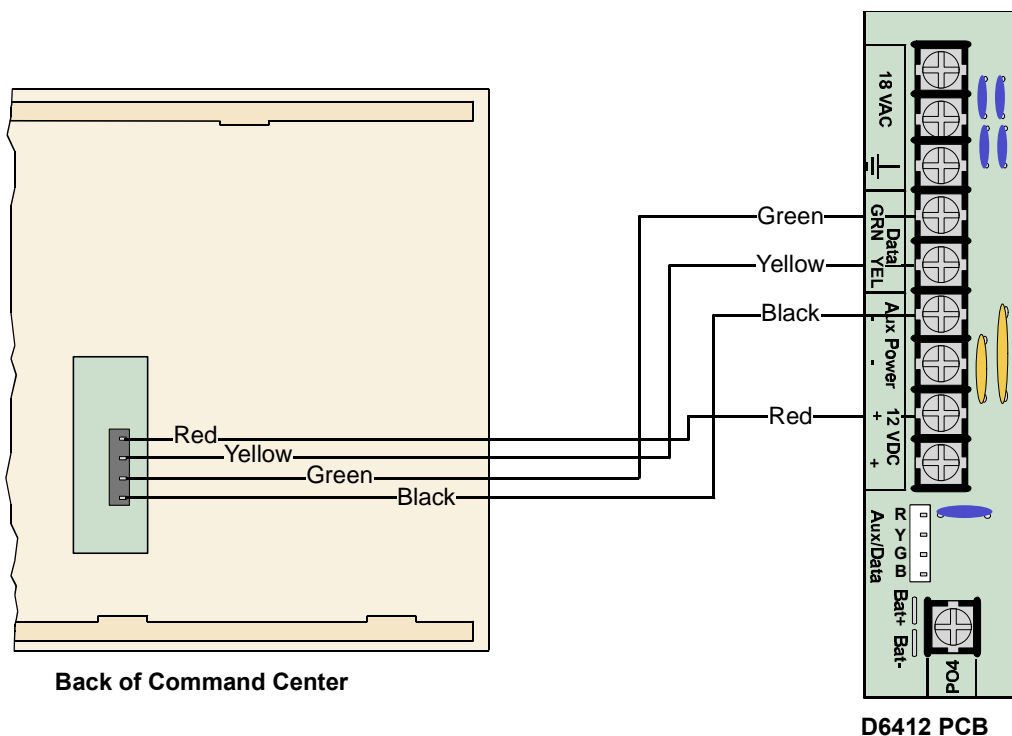 18 VAC
Green
GRN
Data
Yellow
YEL
Black
-
Aux Power
-
Red
+
12 VDC
+
Red
Yellow
Green
Black
R
Y
G
B
Aux/Data
Bat+
Bat-
PO4
Back of Command Center
D6412 PCB